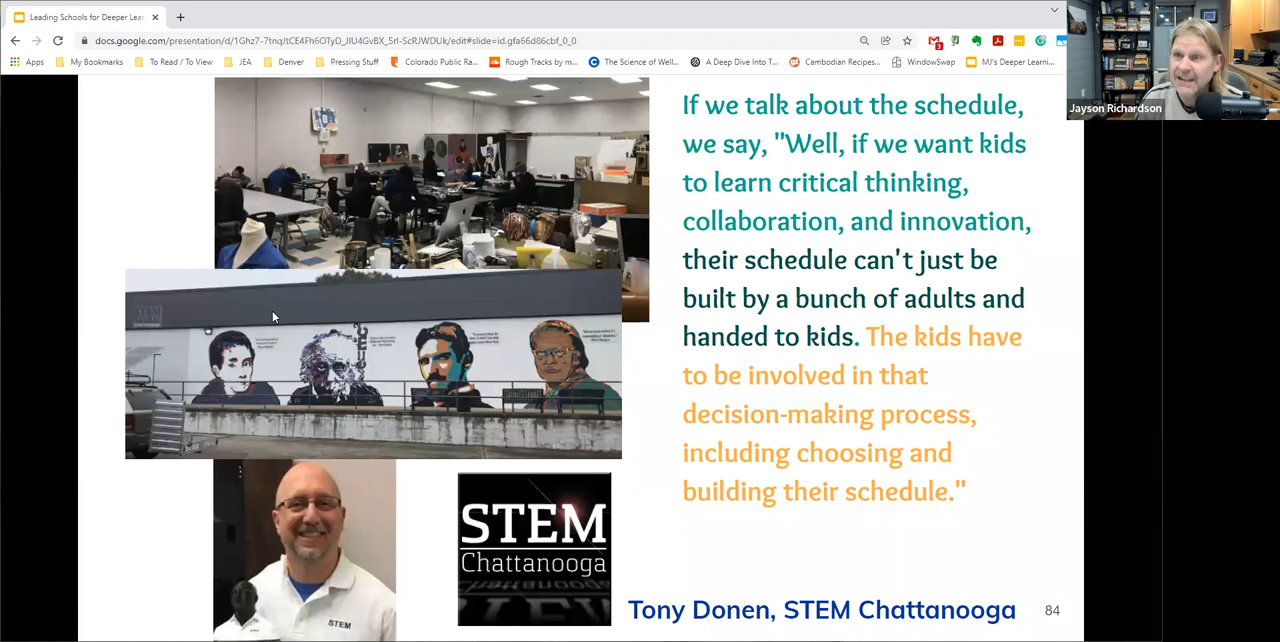 Leading Schools for Deeper Lea
docs.google.com/presentation/d/1Ghz7-7tnqJtCE4Fh6OTyD_JIU4GvBX_5rI-ScRJWDUk/edit#slide=id.gfa66d86cbf_0_0
3
Apps
My Bookmarks
To Read / To View
JEA
Denver
Pressing Stuff
Colorado Public Ra...
Rough Tracks by m...
The Science of Well...
A Deep Dive Into T...
Cambodian Recipes...
WindowSwap
MJ's Deeper Learni...
Jayson Richardson
If we talk about the schedule,
we say, "Well, if we want kids
to learn critical thinking,
collaboration, and innovation,
their schedule can't just be
built by a bunch of adults and
handed to kids. The kids have
to be involved in that
decision-making process,
including choosing and
building their schedule."
STEM
STEM
Chattanooga
Tony Donen, STEM Chattanooga
84